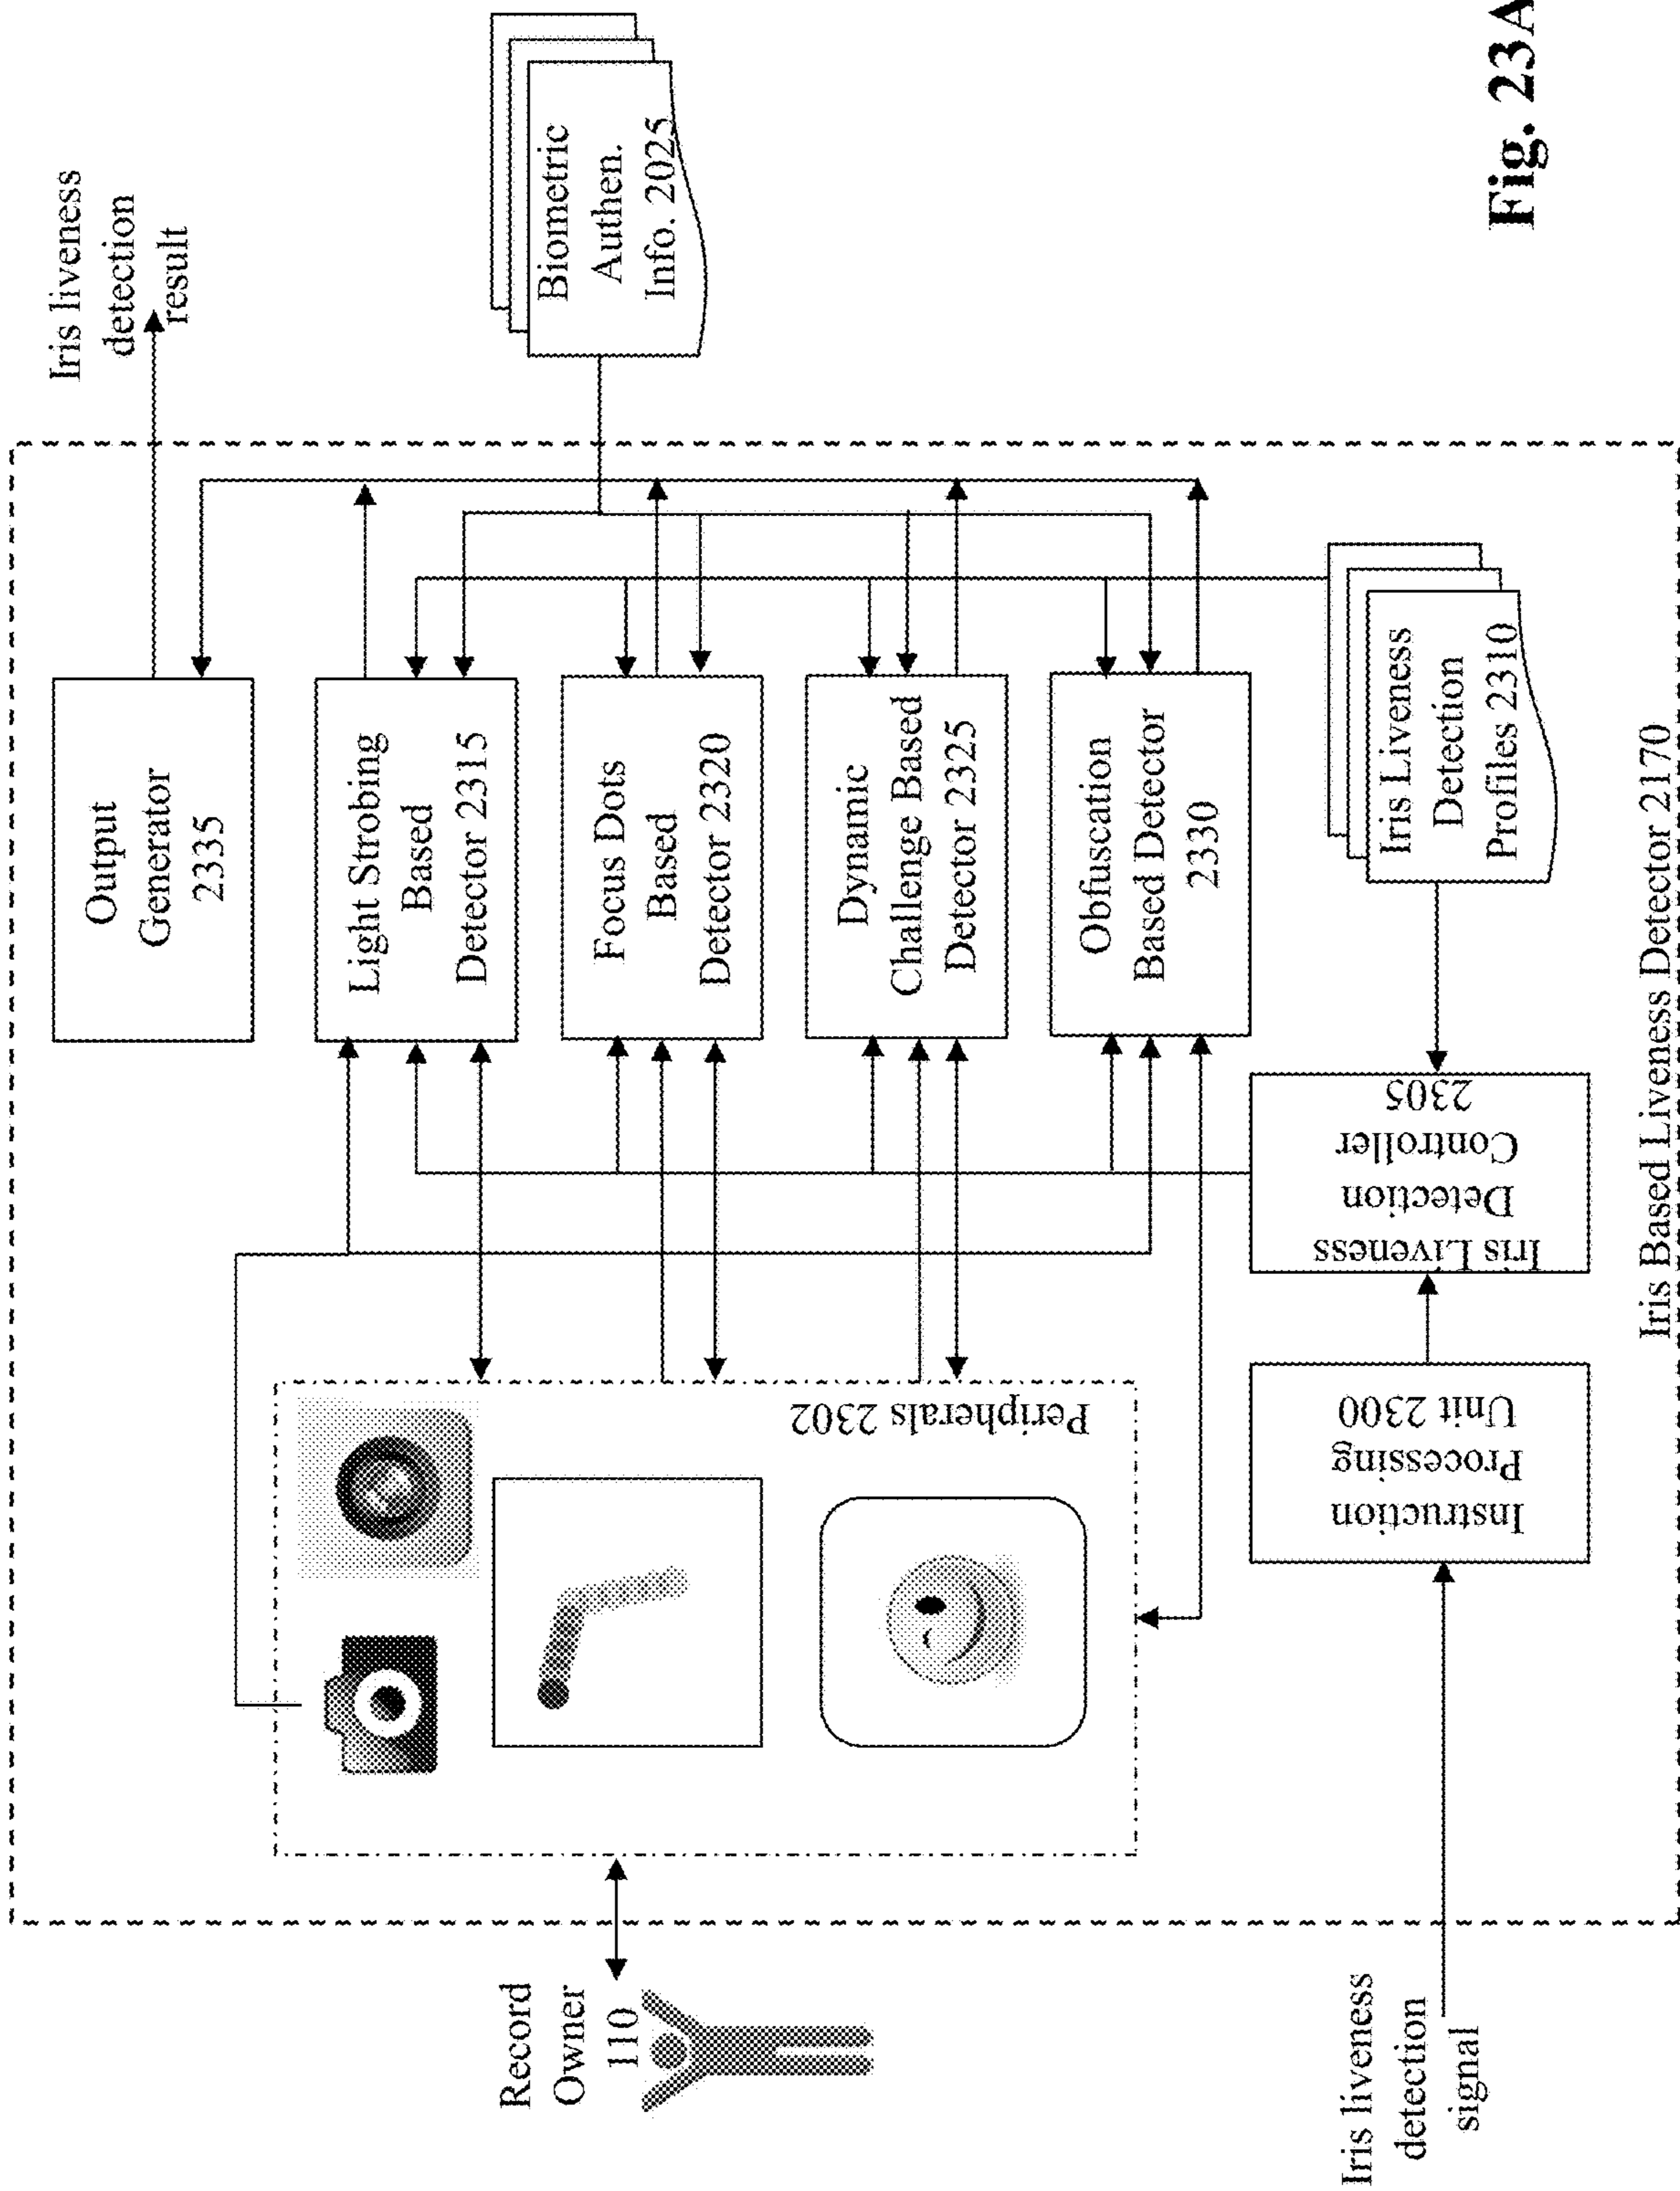 Iris liveness
detection
result
Biometric
Authen.
Info. 2025
Output
Generator
2335
Light Strobing
Based
Detector 2315
Focus Dots
Based
Detector 2320
Dynamic
Challenge Based
Detector 2325
Obfuscation
Based Detector
2330
Iris Liveness
Detection
Profiles 2310
Iris Liveness
Detection
Controller
2305
Peripherals 2302
Instruction
Processing
Unit 2300
Record
Owner
110
Iris liveness
detection
signal
Iris Based Liveness Detector 2170
Fig. 23A